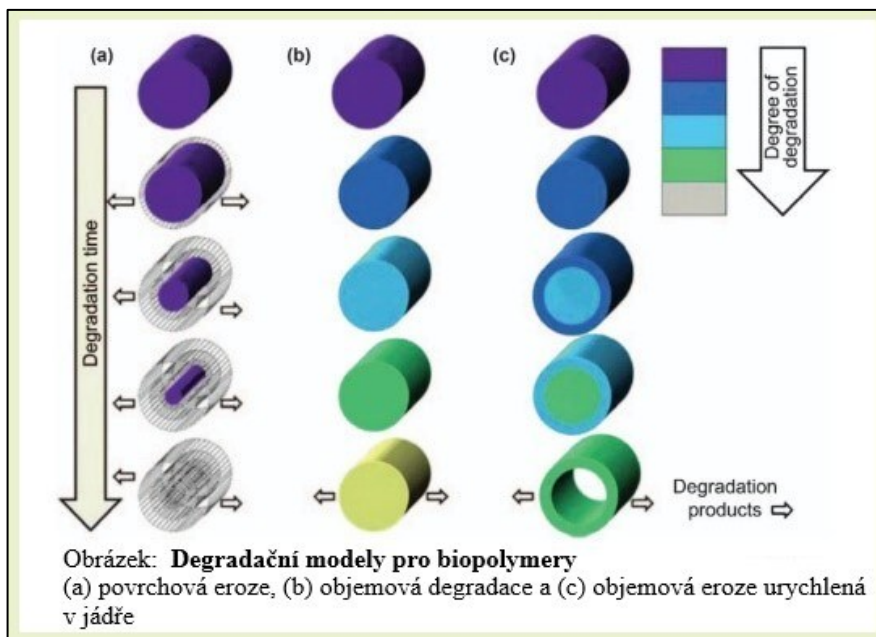 (a)
(b)
(c)
Degradation time
Degree of
degradation
Degradation
products
Obrázek: Degradační modely pro biopolymery
(a) povrchová eroze, (b) objemová degradace a (c) objemová eroze urychlená
v jádře